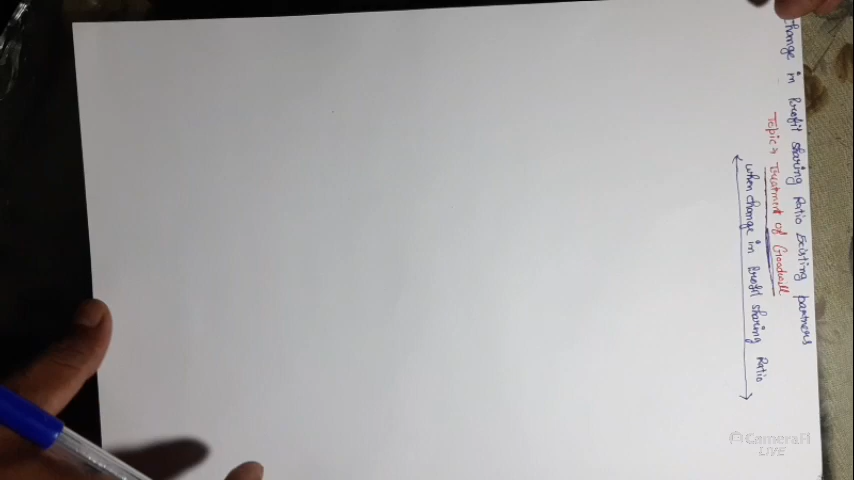 change in Profit sharing Ratio Existing partners
Topic → Treatment of Goodwill
when change in Profit sharing Ratio
CameraFi
LIVE